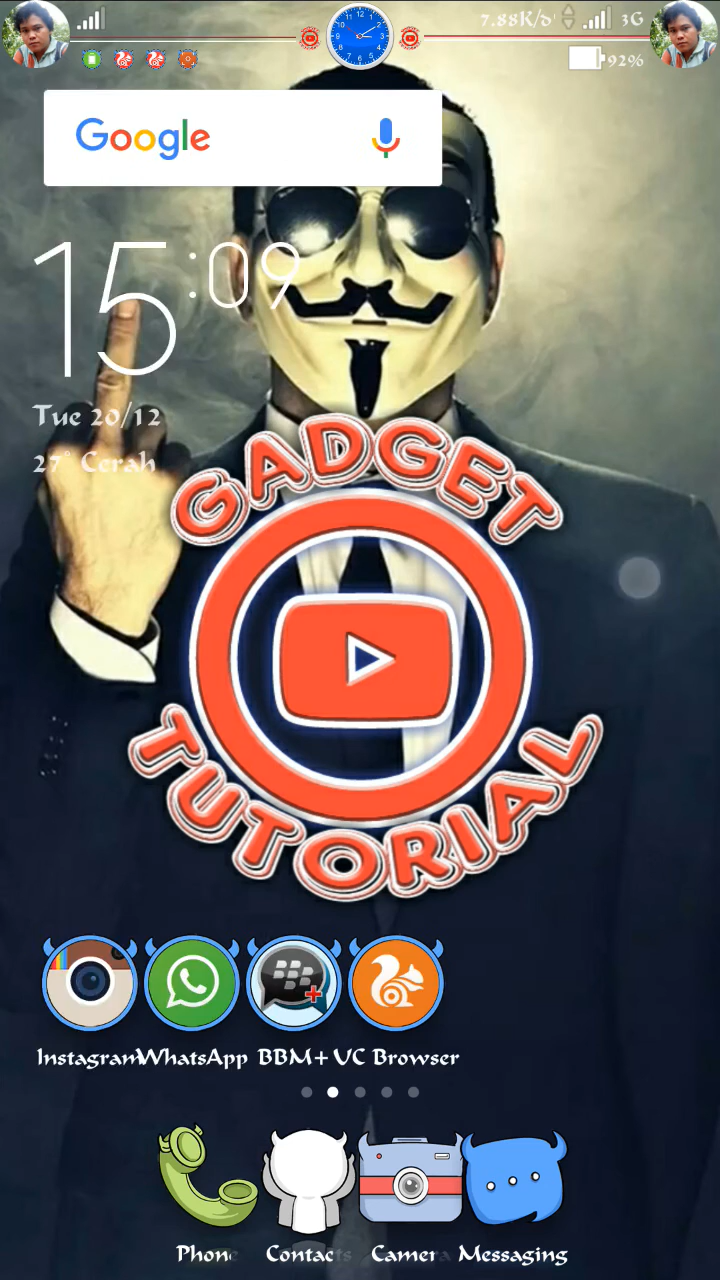 7.88K/d
3G
92%
Google
15:09
Tue 20/12
27° Cerah
GADGET
TUTORIAL
Instagram
WhatsApp
BBM+
UC Browser
Phone
Contacts
Camera
Messaging